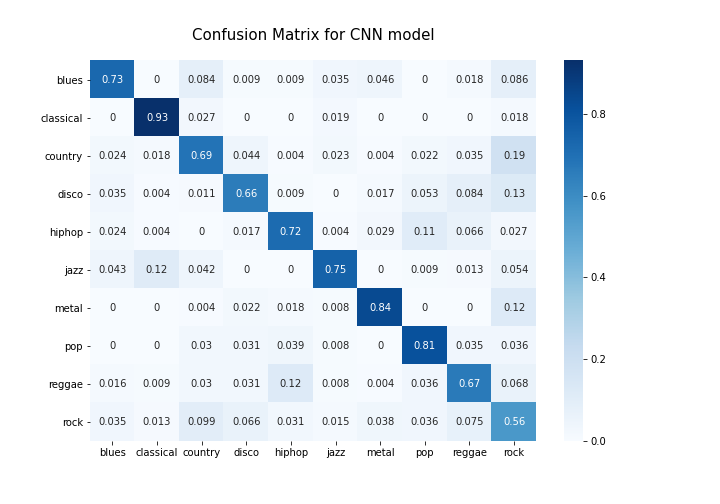 Confusion Matrix for CNN model
blues 0.73 0 0.084 0.009 0.009 0.035 0.046 0 0.018 0.086
classical 0 0.93 0.027 0 0 0.019 0 0 0 0.018
country 0.024 0.018 0.69 0.044 0.004 0.023 0.004 0.022 0.035 0.19
disco 0.035 0.004 0.011 0.66 0.009 0 0.017 0.053 0.084 0.13
hiphop 0.024 0.004 0 0.017 0.72 0.004 0.029 0.11 0.066 0.027
jazz 0.043 0.12 0.042 0 0 0.75 0 0.009 0.013 0.054
metal 0 0 0.004 0.022 0.018 0.008 0.84 0 0 0.12
pop 0 0 0.03 0.031 0.039 0.008 0 0.81 0.035 0.036
reggae 0.016 0.009 0.03 0.031 0.12 0.008 0.004 0.036 0.67 0.068
rock 0.035 0.013 0.099 0.066 0.031 0.015 0.038 0.036 0.075 0.56
blues classical country disco hiphop jazz metal pop reggae rock
0.8
0.6
0.4
0.2
0.0